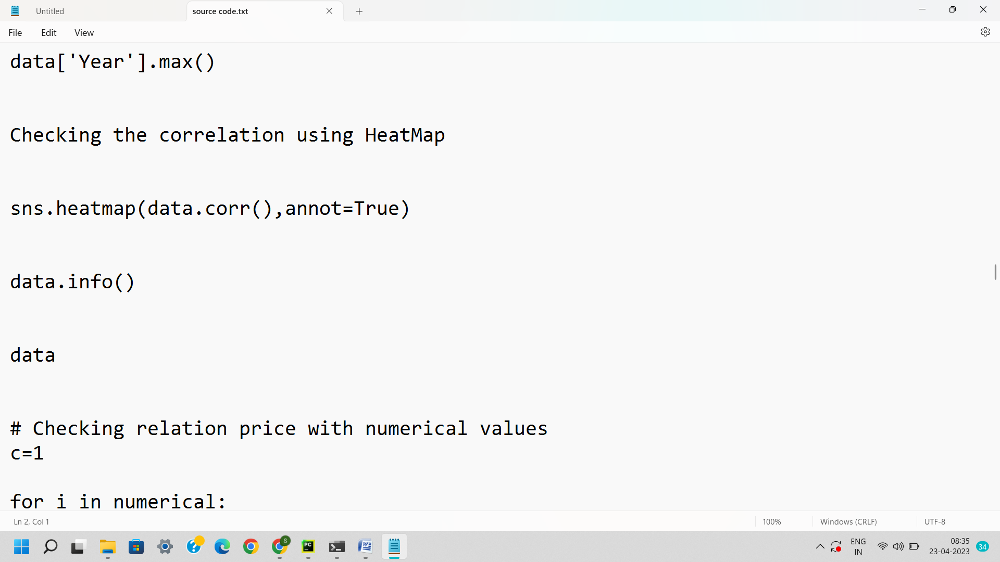 Untitled
source code.txt
File Edit View
data['Year'].max()
Checking the correlation using HeatMap
sns.heatmap(data.corr(),annot=True)
data.info()
data
# Checking relation price with numerical values
c=1
for i in numerical:
Ln 2, Col 1
100%
Windows (CRLF)
UTF-8
S
PC
ENG
IN
08:35
23-04-2023
34